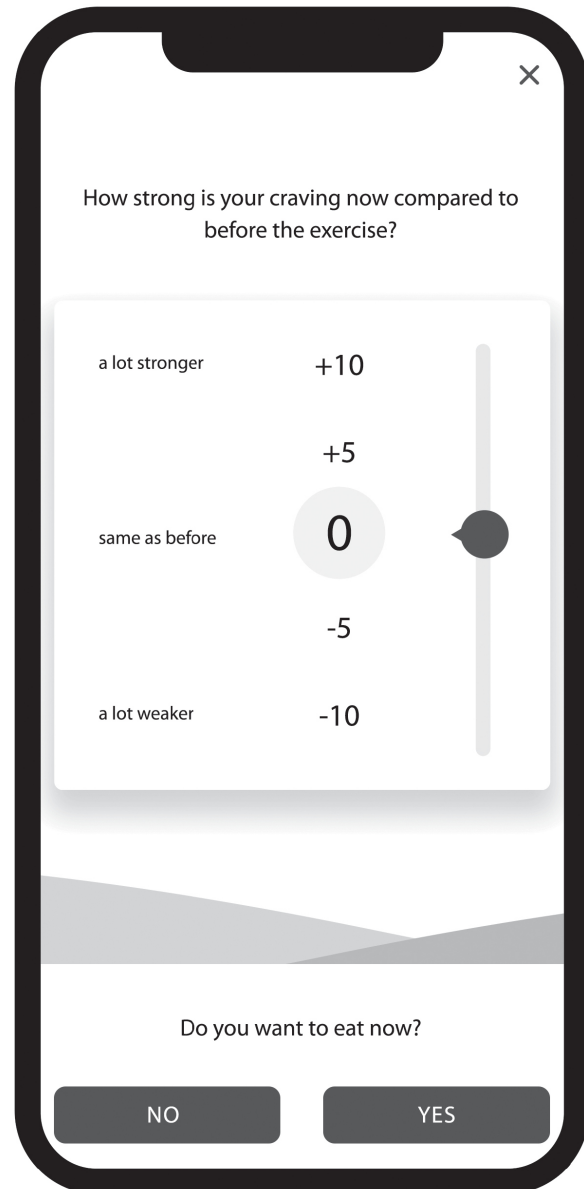 How strong is your craving now compared to
before the exercise?
a lot stronger +10
+5
same as before 0
-5
a lot weaker -10
Do you want to eat now?
NO YES